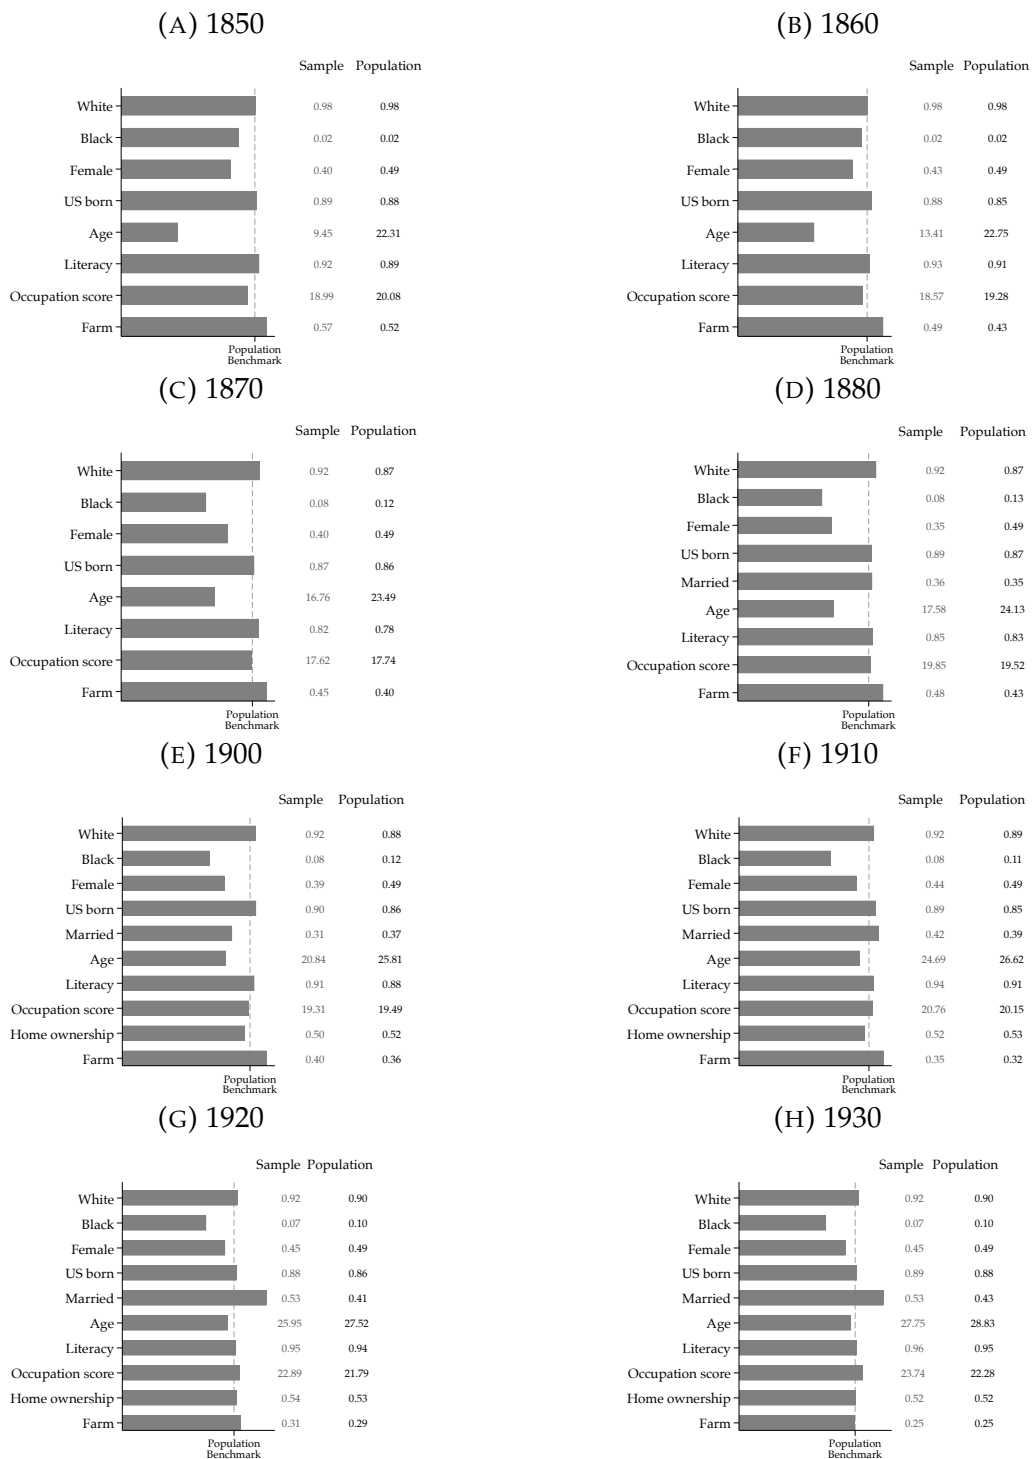 (A) 1850
Sample Population
White 0.98 0.98
Black 0.02 0.02
Female 0.40 0.49
US born 0.89 0.88
Age 9.45 22.31
Literacy 0.92 0.89
Occupation score 18.99 20.08
Farm 0.57 0.52
Population
Benchmark
(B) 1860
Sample Population
White 0.98 0.98
Black 0.02 0.02
Female 0.43 0.49
US born 0.88 0.85
Age 13.41 22.75
Literacy 0.93 0.91
Occupation score 18.57 19.28
Farm 0.49 0.43
Population
Benchmark
(C) 1870
Sample Population
White 0.92 0.87
Black 0.08 0.12
Female 0.40 0.49
US born 0.87 0.86
Age 16.76 23.49
Literacy 0.82 0.78
Occupation score 17.62 17.74
Farm 0.45 0.40
Population
Benchmark
(D) 1880
Sample Population
White 0.92 0.87
Black 0.08 0.13
Female 0.35 0.49
US born 0.89 0.87
Married 0.36 0.35
Age 17.58 24.13
Literacy 0.85 0.83
Occupation score 19.85 19.52
Farm 0.48 0.43
Population
Benchmark
(E) 1900
Sample Population
White 0.92 0.88
Black 0.08 0.12
Female 0.39 0.49
US born 0.90 0.86
Married 0.31 0.37
Age 20.84 25.81
Literacy 0.91 0.88
Occupation score 19.31 19.49
Home ownership 0.50 0.52
Farm 0.40 0.36
Population
Benchmark
(F) 1910
Sample Population
White 0.92 0.89
Black 0.08 0.11
Female 0.44 0.49
US born 0.89 0.85
Married 0.42 0.39
Age 24.69 26.62
Literacy 0.94 0.91
Occupation score 20.76 20.15
Home ownership 0.52 0.53
Farm 0.35 0.32
Population
Benchmark
(G) 1920
Sample Population
White 0.92 0.90
Black 0.07 0.10
Female 0.45 0.49
US born 0.88 0.86
Married 0.53 0.41
Age 25.95 27.52
Literacy 0.95 0.94
Occupation score 22.89 21.79
Home ownership 0.54 0.53
Farm 0.31 0.29
Population
Benchmark
(H) 1930
Sample Population
White 0.92 0.90
Black 0.07 0.10
Female 0.45 0.49
US born 0.89 0.88
Married 0.53 0.43
Age 27.75 28.83
Literacy 0.96 0.95
Occupation score 23.74 22.28
Home ownership 0.52 0.52
Farm 0.25 0.25
Population
Benchmark